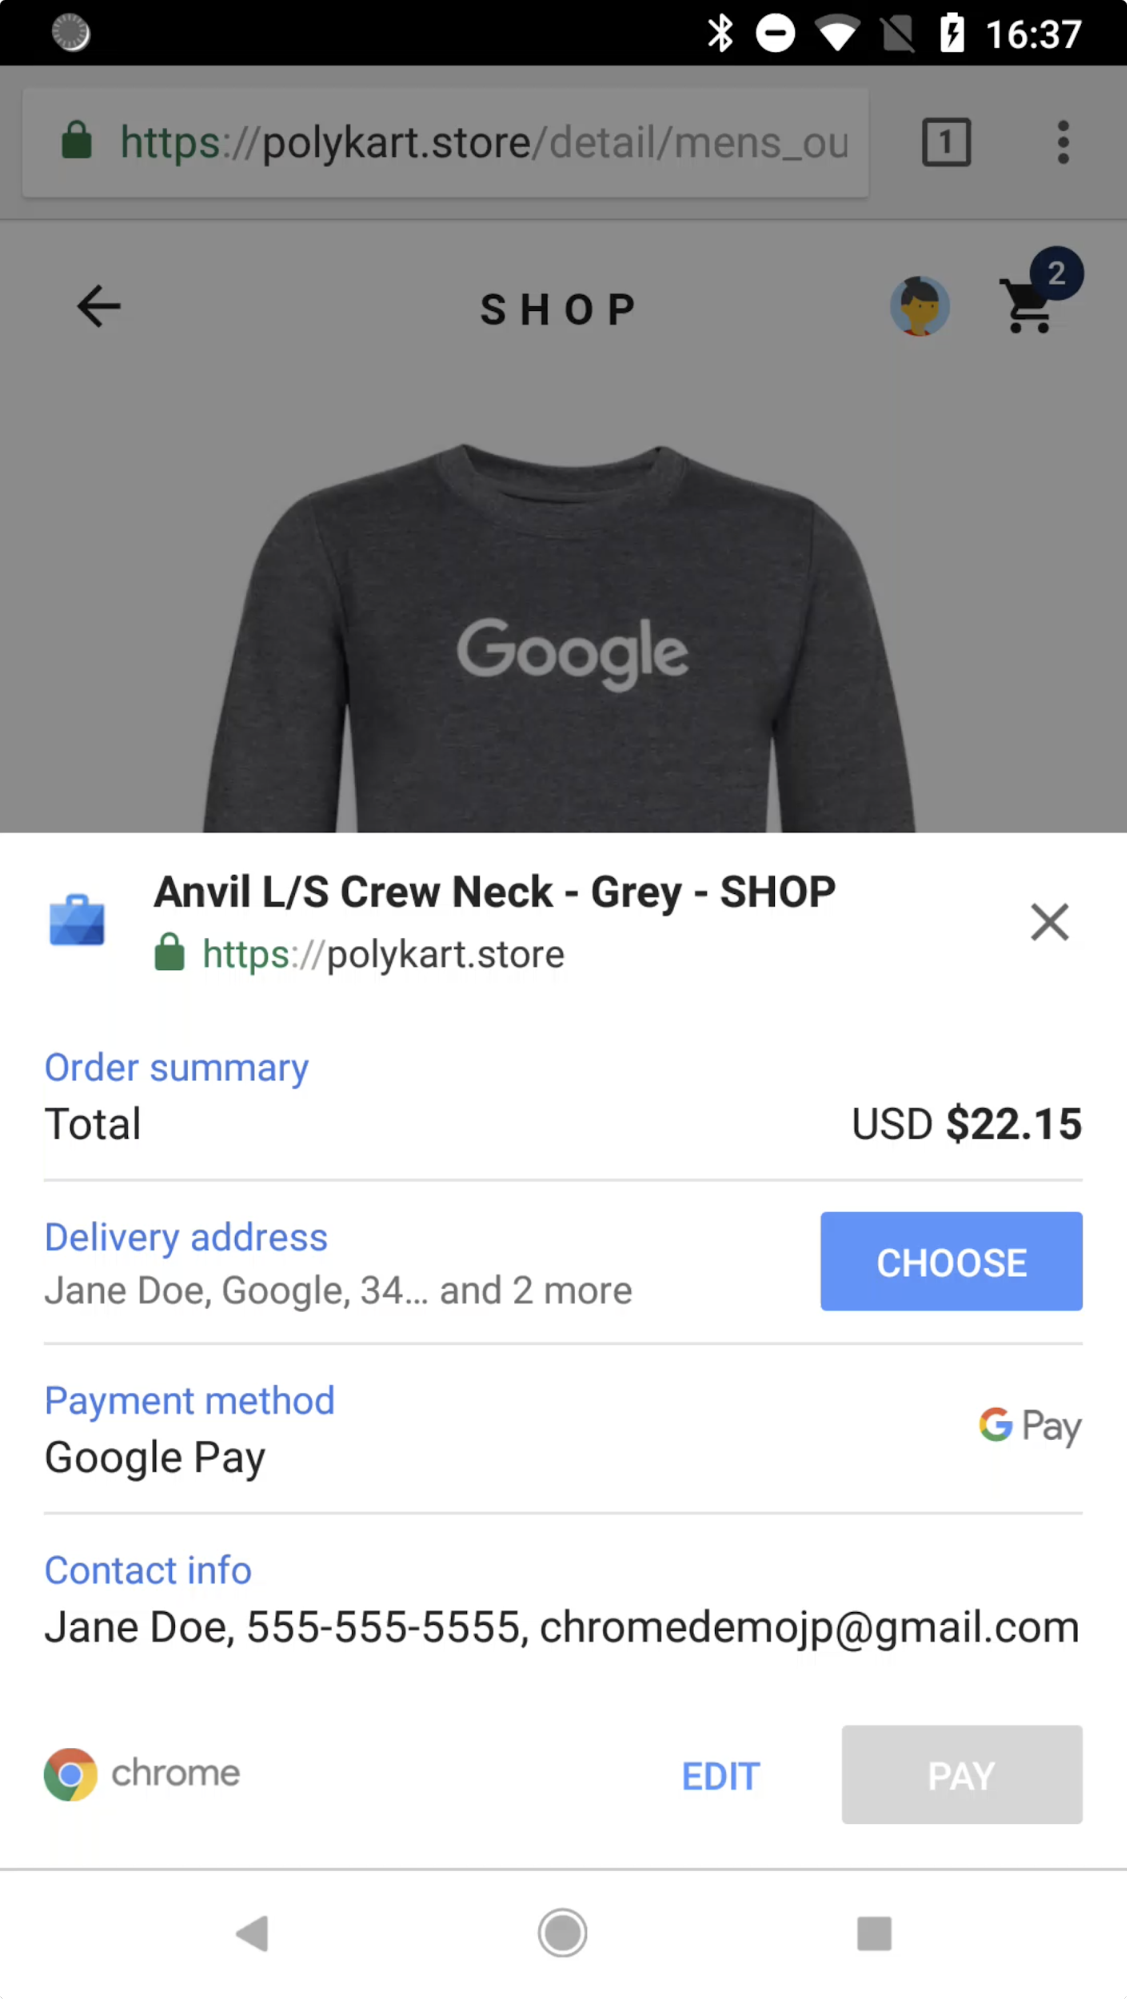 16:37
https://polykart.store/detail/mens_ou
1
SHOP
2
Google
Anvil L/S Crew Neck - Grey - SHOP
https://polykart.store
Order summary
Total USD $22.15
Delivery address
Jane Doe, Google, 34... and 2 more
CHOOSE
Payment method
Google Pay
G Pay
Contact info
Jane Doe, 555-555-5555, chromedemojp@gmail.com
chrome EDIT PAY